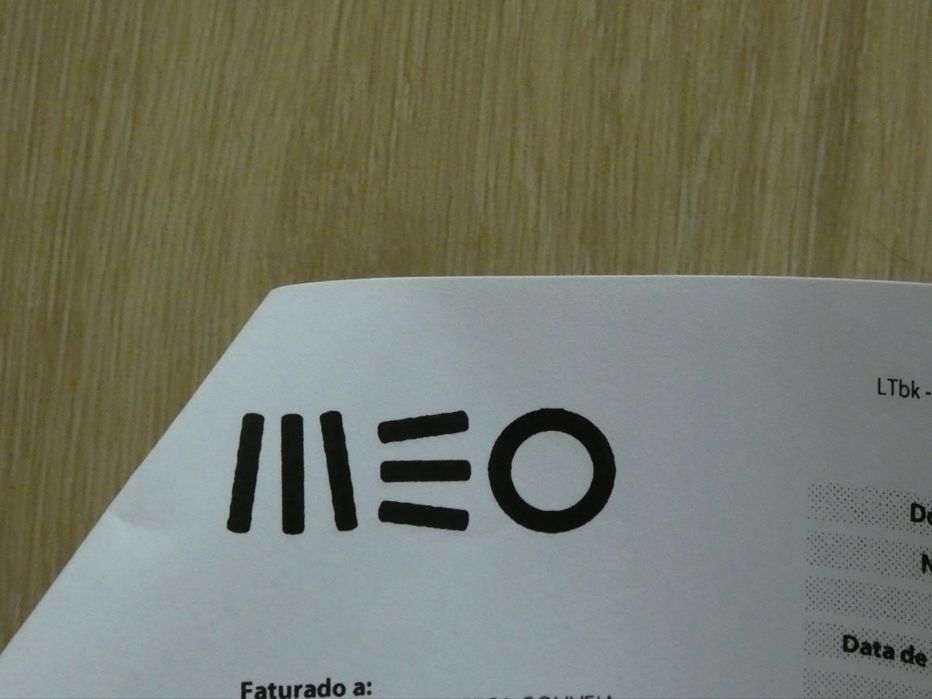 LTbk -
MEO
Data de
Faturado a: